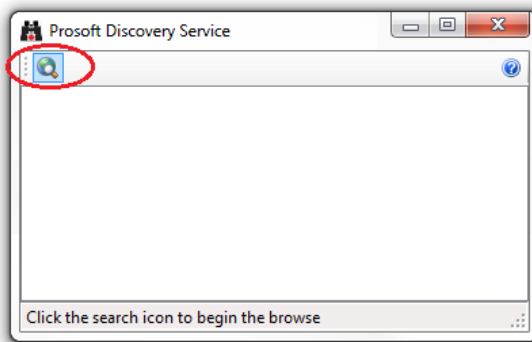 Prosoft Discovery Service
Click the search icon to begin the browse